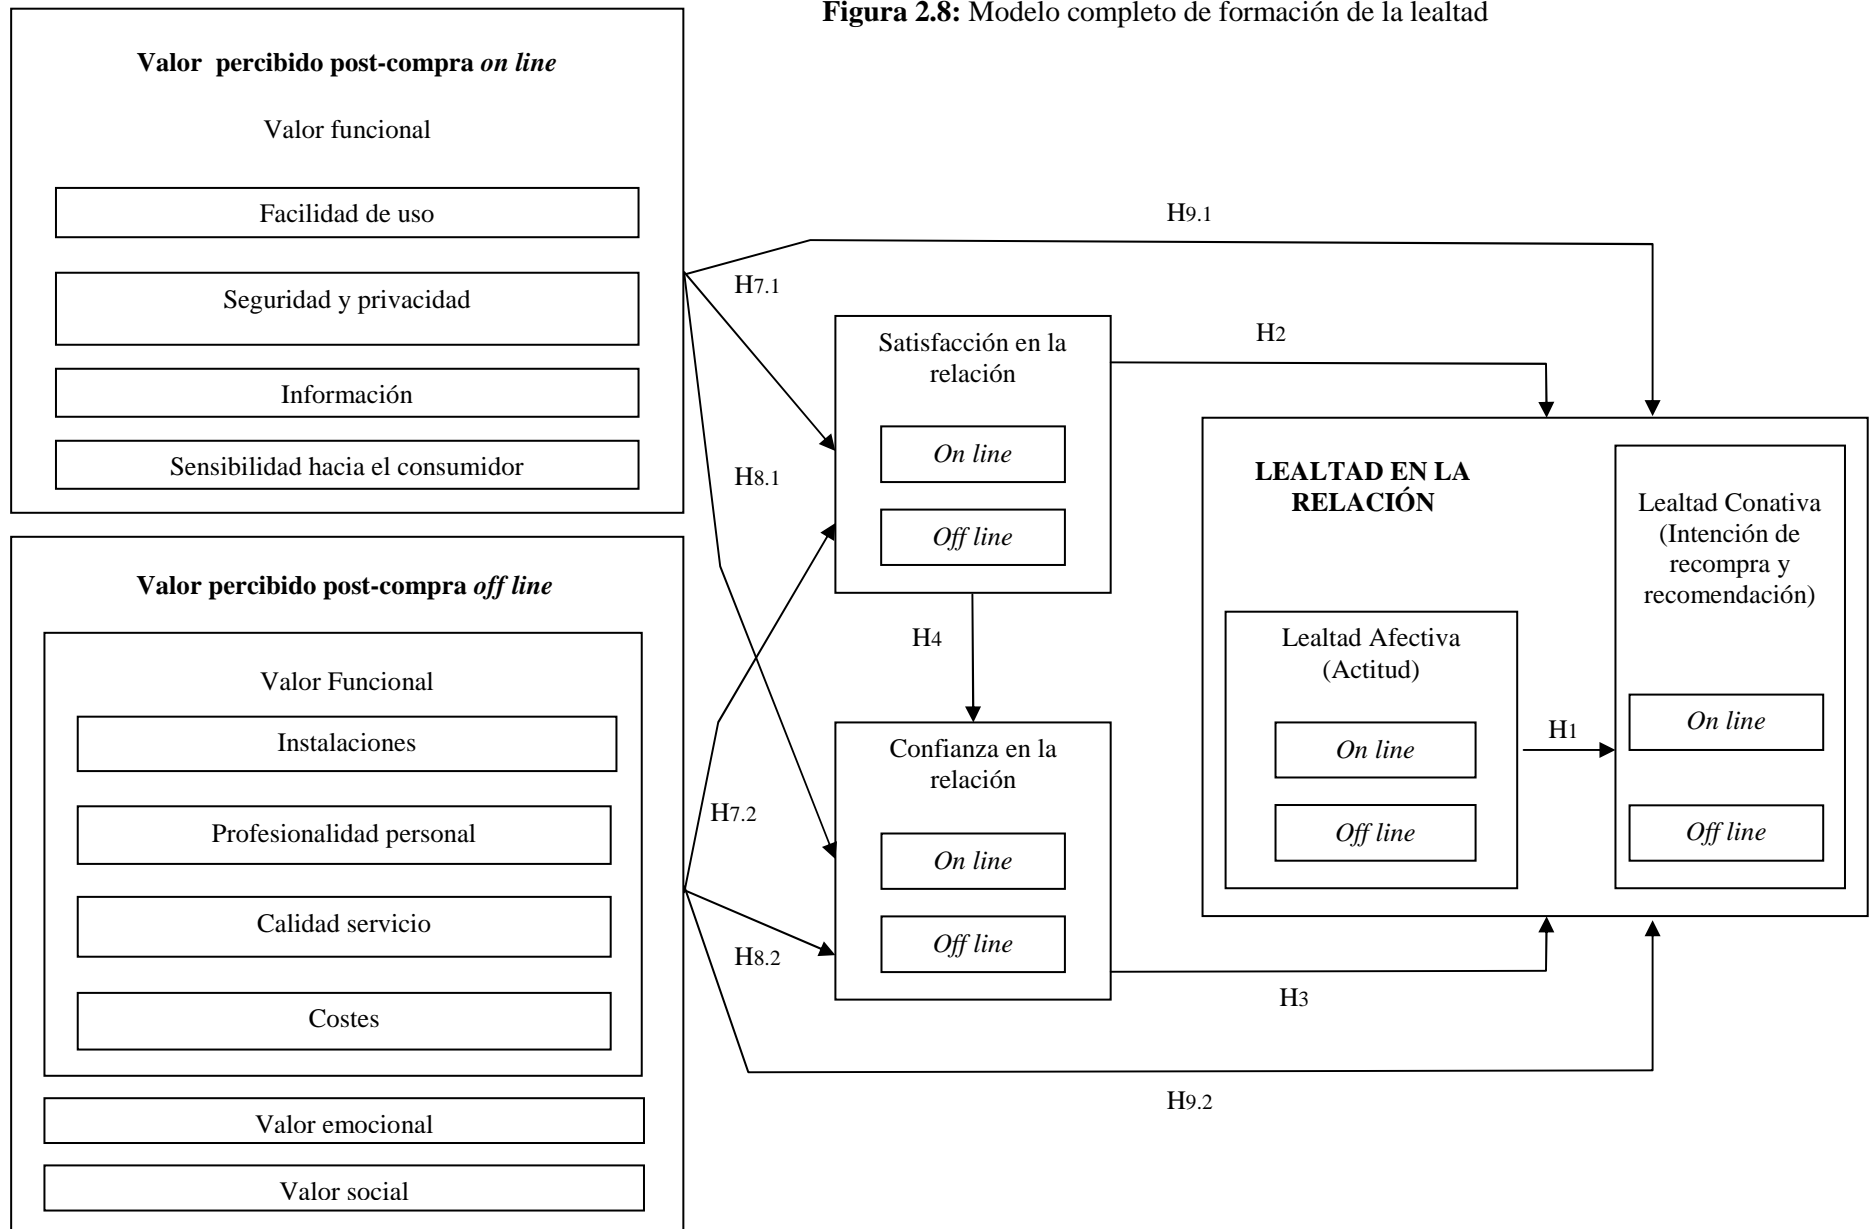 Figura 2.8: Modelo completo de formación de la lealtad
Valor percibido post-compra on line
Valor funcional
Facilidad de uso
Seguridad y privacidad
Información
Sensibilidad hacia el consumidor
Valor percibido post-compra off line
Valor Funcional
Instalaciones
Profesionalidad personal
Calidad servicio
Costes
Valor emocional
Valor social
H7.1
H8.1
H7.2
H8.2
H9.1
H2
Satisfacción en la
relación
On line
Off line
H4
Confianza en la
relación
On line
Off line
H3
H9.2
LEALTAD EN LA
RELACIÓN
Lealtad Afectiva
(Actitud)
On line
Off line
H1
Lealtad Conativa
(Intención de
recompra y
recomendación)
On line
Off line